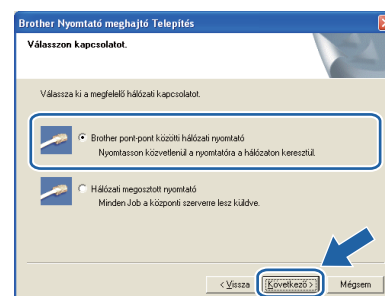 Brother Nyomtató meghajtó Telepítés
Válasszon kapcsolatot.
Válassza ki a megfelelő hálózati kapcsolatot.
Brother pont-pont közötti hálózati nyomtató
Nyomtasson közvetlenül a nyomtatóra a hálózaton keresztül.
Hálózati megosztott nyomtató
Minden Job a központi szerverre lesz küldve.
< Vissza Következő > Mégsem